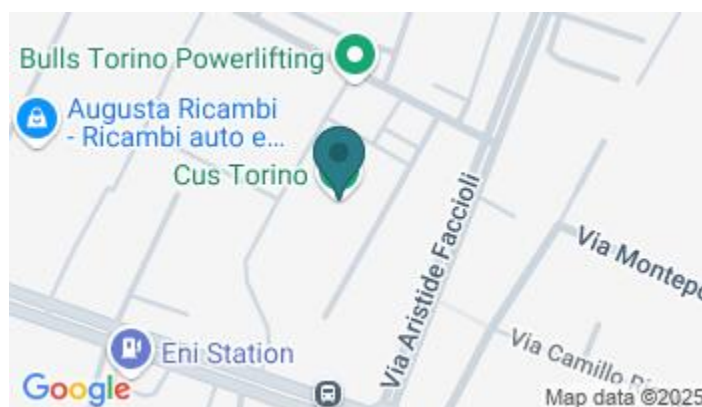 Bulls Torino Powerlifting
Augusta Ricambi
- Ricambi auto e...
Cus Torino
Via Aristide Faccioli
Via Montepo
Via Camillo
Eni Station
Google
Map data ©2025